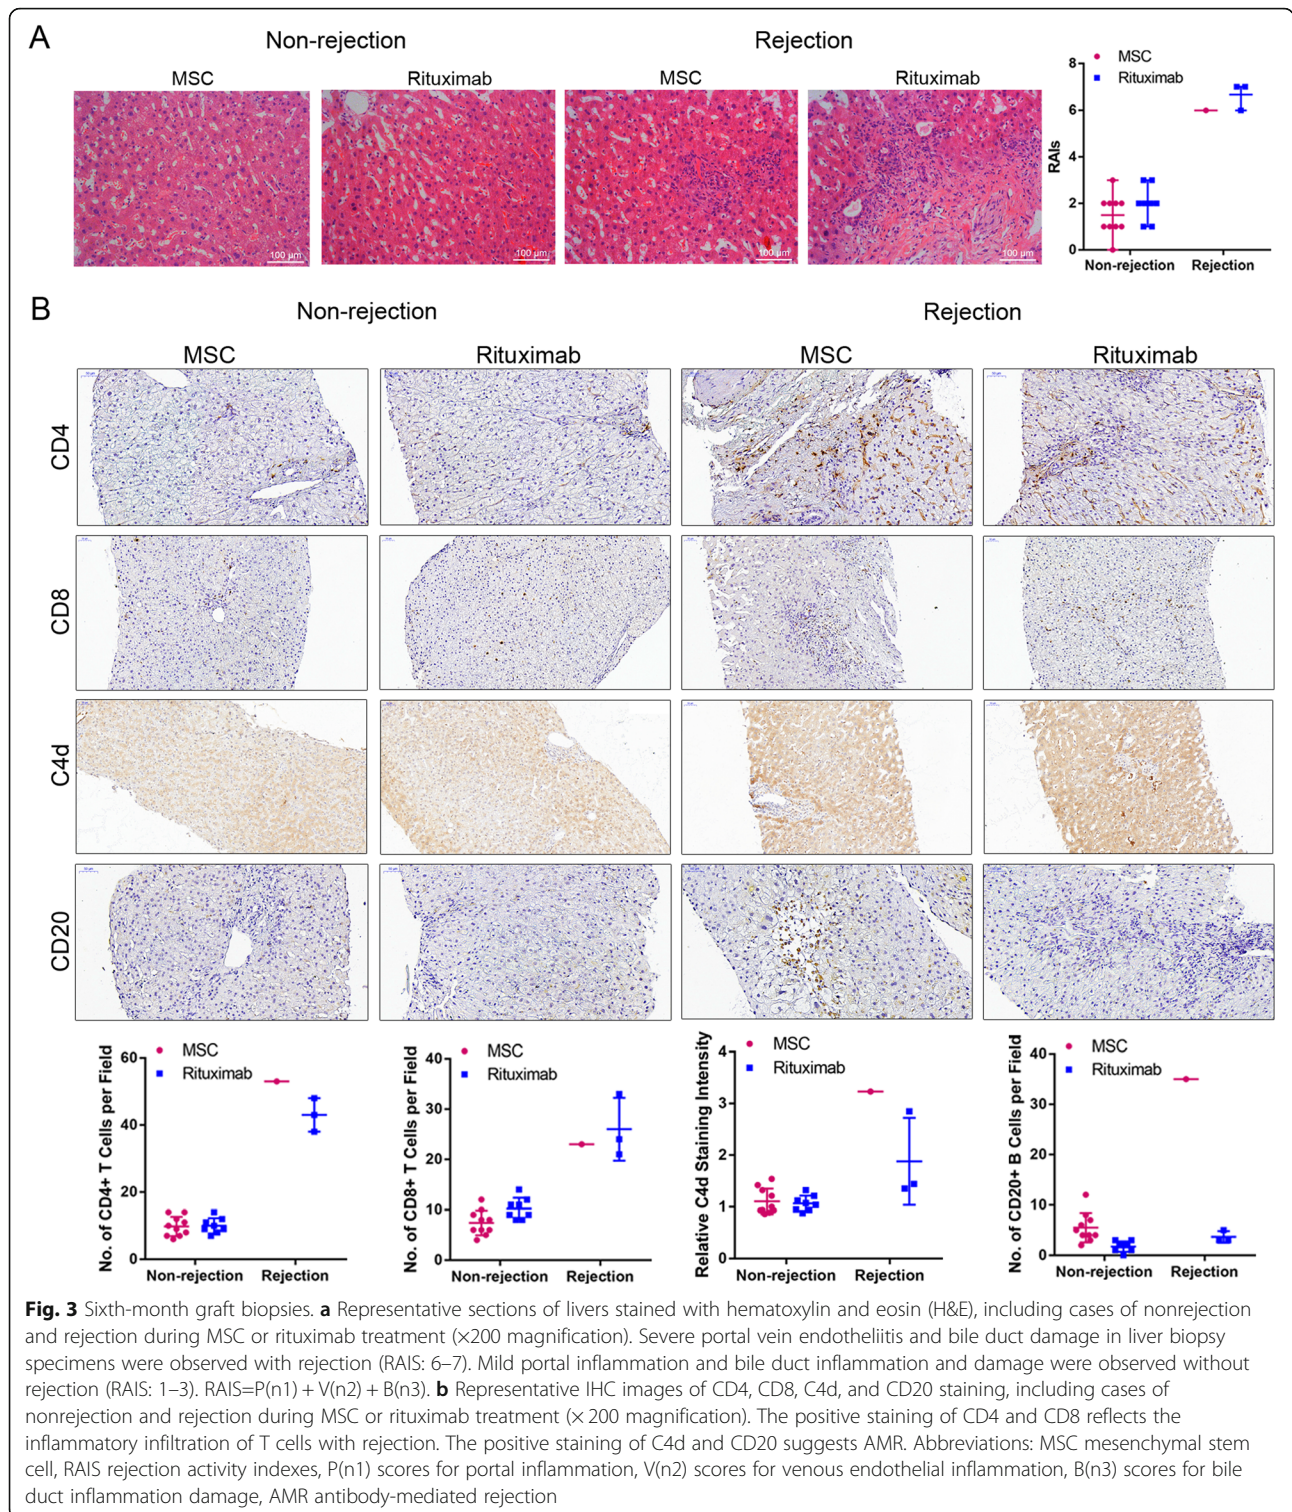 A
Non-rejection
Rejection
MSC
Rituximab
MSC
Rituximab
100 µm
100 µm
100 µm
100 µm
MSC
Rituximab
RAIs
8
6
4
2
0
Non-rejection
Rejection
B
Non-rejection
Rejection
MSC
Rituximab
MSC
Rituximab
CD4
CD8
C4d
CD20
MSC
Rituximab
No. of CD4+ T Cells per Field
60
40
20
0
Non-rejection
Rejection
MSC
Rituximab
No. of CD8+ T Cells per Field
40
30
20
10
0
Non-rejection
Rejection
MSC
Rituximab
Relative C4d Staining Intensity
4
3
2
1
0
Non-rejection
Rejection
MSC
Rituximab
No. of CD20+ B Cells per Field
40
30
20
10
0
Non-rejection
Rejection
Fig. 3 Sixth-month graft biopsies. a Representative sections of livers stained with hematoxylin and eosin (H&E), including cases of nonrejection
and rejection during MSC or rituximab treatment (×200 magnification). Severe portal vein endotheliitis and bile duct damage in liver biopsy
specimens were observed with rejection (RAIS: 6–7). Mild portal inflammation and bile duct inflammation and damage were observed without
rejection (RAIS: 1–3). RAIS=P(n1) + V(n2) + B(n3). b Representative IHC images of CD4, CD8, C4d, and CD20 staining, including cases of
nonrejection and rejection during MSC or rituximab treatment (× 200 magnification). The positive staining of CD4 and CD8 reflects the
inflammatory infiltration of T cells with rejection. The positive staining of C4d and CD20 suggests AMR. Abbreviations: MSC mesenchymal stem
cell, RAIS rejection activity indexes, P(n1) scores for portal inflammation, V(n2) scores for venous endothelial inflammation, B(n3) scores for bile
duct inflammation damage, AMR antibody-mediated rejection